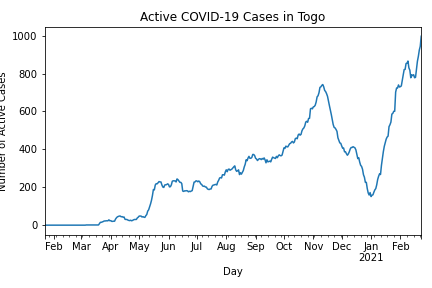 Active COVID-19 Cases in Togo
Number of Active Cases
1000
800
600
400
200
0
Feb Mar Apr May Jun Jul Aug Sep Oct Nov Dec Jan Feb
2021
Day